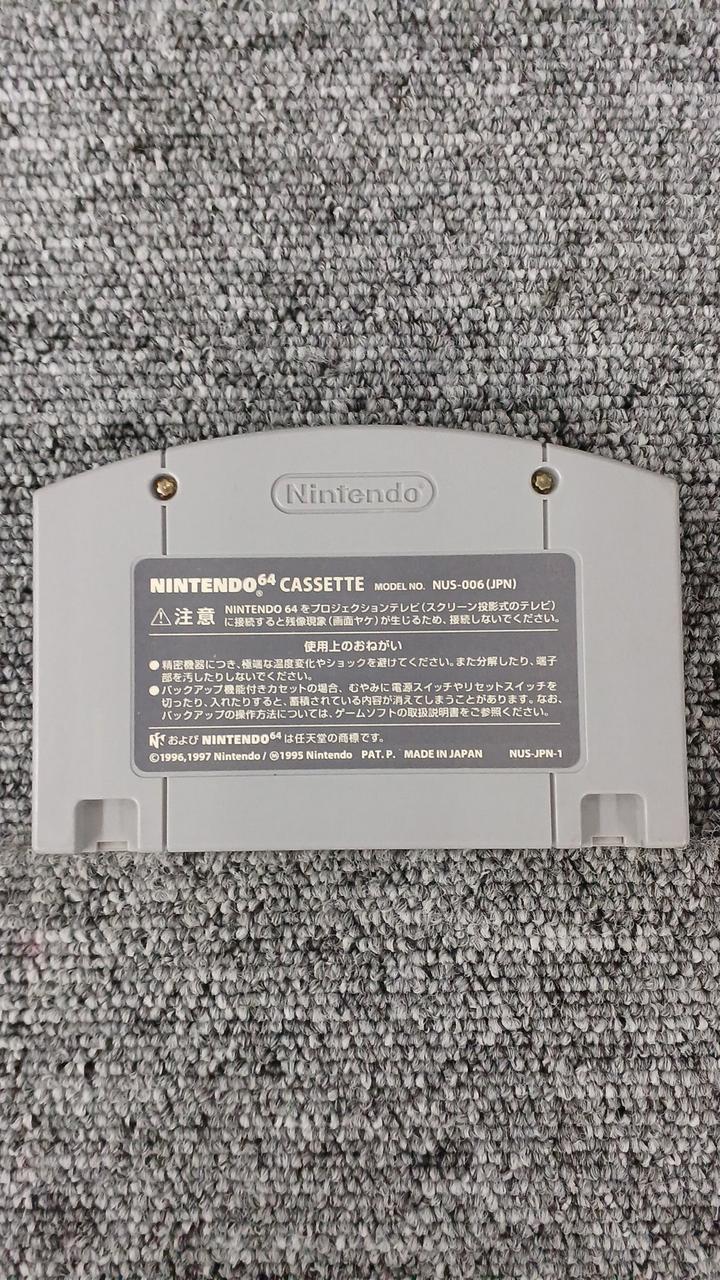 Nintendo®
NINTENDO64® CASSETTE MODEL NO. NUS-006(JPN)
⚠注意 NINTENDO 64 をプロジェクションテレビ(スクリーン投影式のテレビ)
に接続すると残像現象(画面ヤケ)が生じるため、接続しないでください。
使用上のおねがい
●精密機器につき、極端な温度変化やショックを避けてください。また分解したり、端子
部を汚したりしないでください。
●バックアップ機能付きカセットの場合、むやみに電源スイッチやリセットスイッチを
切ったり、入れたりすると、蓄積されている内容が消えてしまうことがあります。なお、
バックアップの操作方法については、ゲームソフトの取扱説明書をご参照ください。
および NINTENDO64 は任天堂の商標です。
©1996,1997 Nintendo / Ⓜ1995 Nintendo PAT. P. MADE IN JAPAN NUS-JPN-1